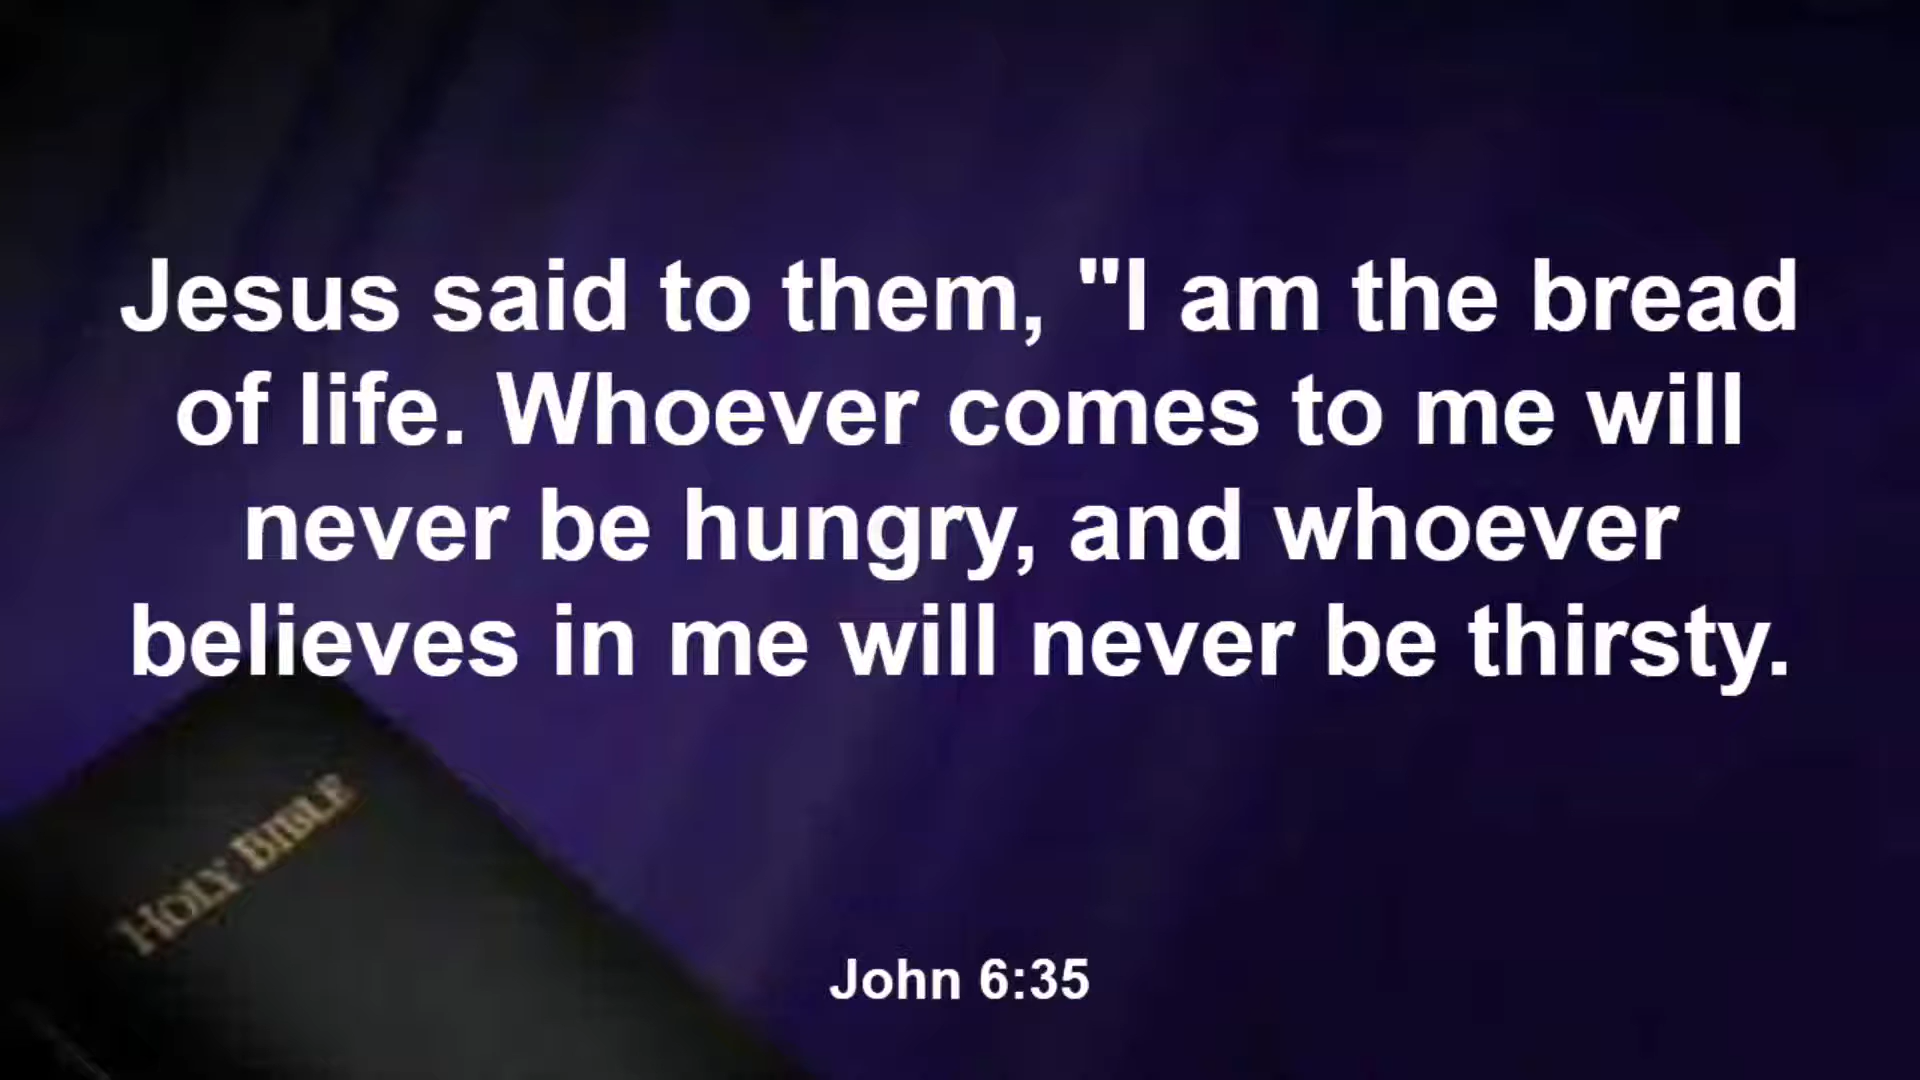 Jesus said to them, "I am the bread
of life. Whoever comes to me will
never be hungry, and whoever
believes in me will never be thirsty.
HOLY BIBLE
John 6:35